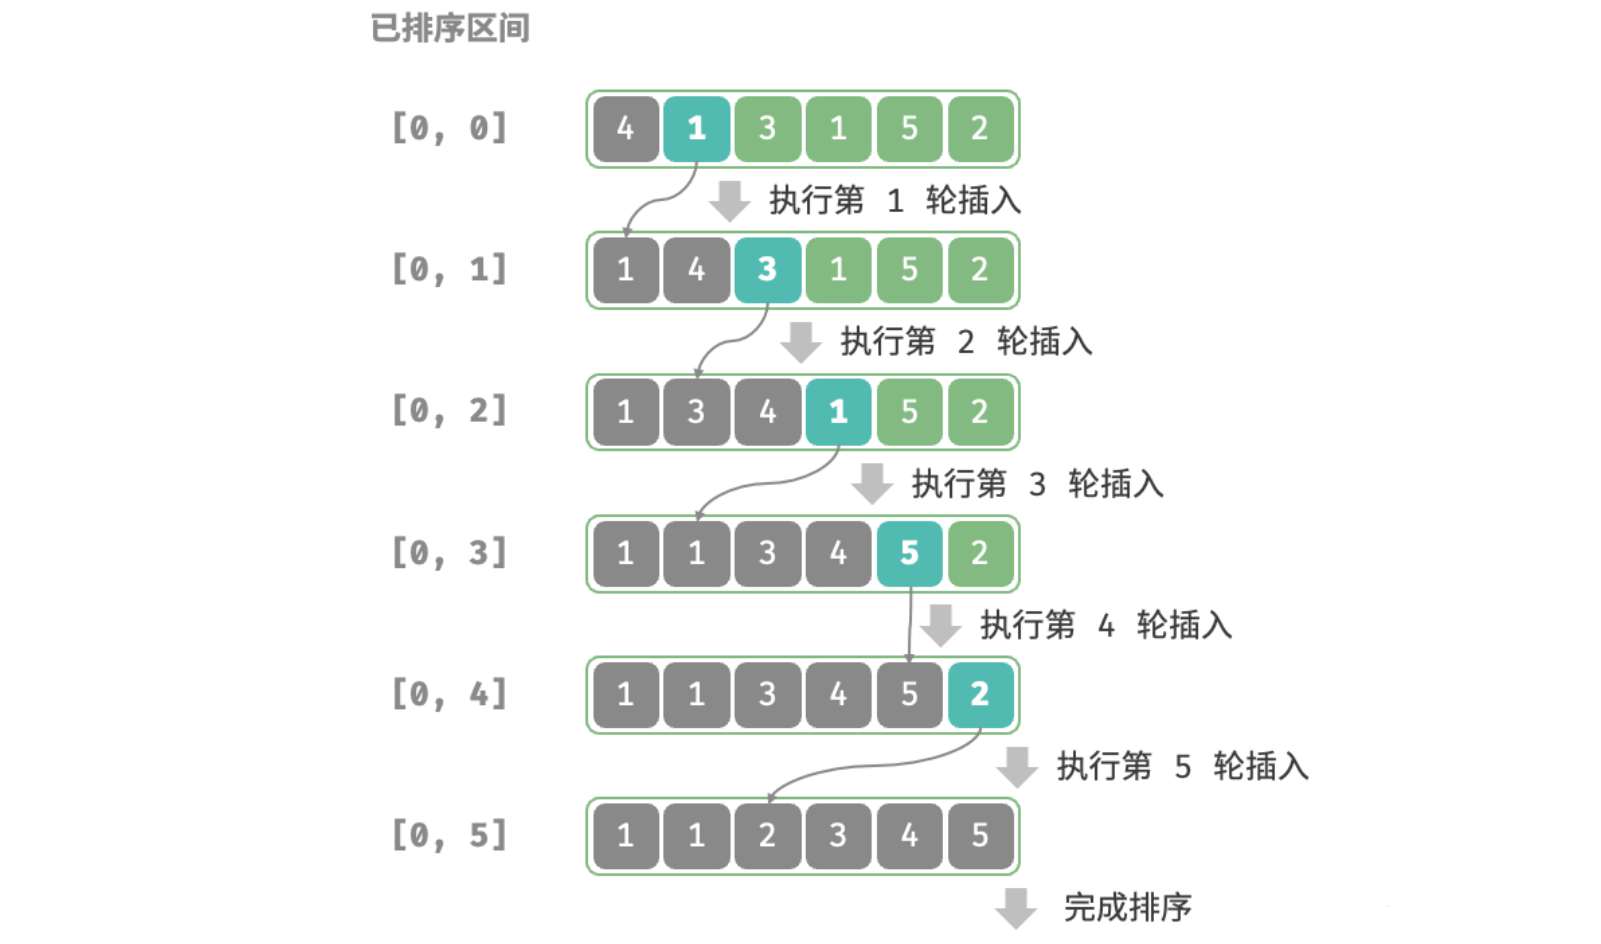 已排序区间
[0, 0] 4 1 3 1 5 2
执行第 1 轮插入
[0, 1] 1 4 3 1 5 2
执行第 2 轮插入
[0, 2] 1 3 4 1 5 2
执行第 3 轮插入
[0, 3] 1 1 3 4 5 2
执行第 4 轮插入
[0, 4] 1 1 3 4 5 2
执行第 5 轮插入
[0, 5] 1 1 2 3 4 5
完成排序